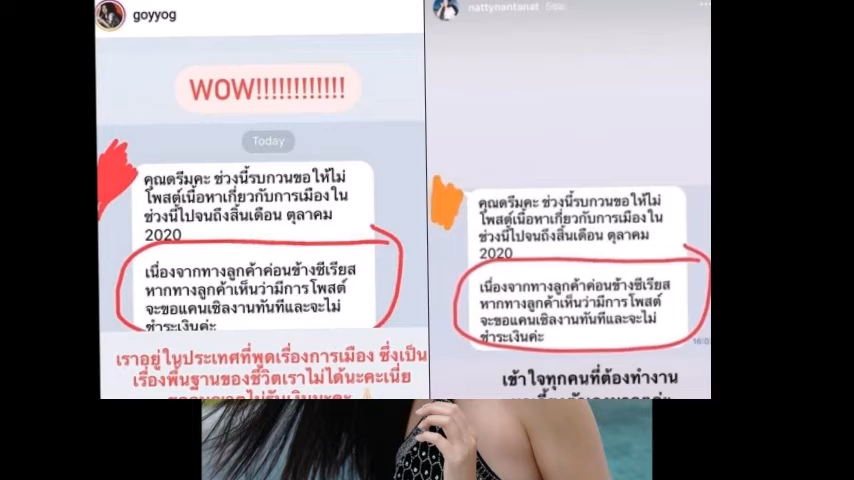 goyyog
WOW!!!!!!!!!!!!
Today
คุณดรีมคะ ช่วงนี้รบกวนขอให้ไม่
โพสต์เนื้อหาเกี่ยวกับการเมืองใน
ช่วงนี้ไปจนถึงสิ้นเดือน ตุลาคม
2020
เนื่องจากทางลูกค้าค่อนข้างซีเรียส
หากทางลูกค้าเห็นว่ามีการโพสต์
จะขอแคนเซิลงานทันทีและจะไม่
ชำระเงินค่ะ
เราอยู่ในประเทศที่พูดเรื่องการเมือง ซึ่งเป็น
เรื่องพื้นฐานของชีวิตเราไม่ได้นะคะเนี่ย
nattynantanat
คุณดรีมคะ ช่วงนี้รบกวนขอให้ไม่
โพสต์เนื้อหาเกี่ยวกับการเมืองใน
ช่วงนี้ไปจนถึงสิ้นเดือน ตุลาคม
2020
เนื่องจากทางลูกค้าค่อนข้างซีเรียส
หากทางลูกค้าเห็นว่ามีการโพสต์
จะขอแคนเซิลงานทันทีและจะไม่
ชำระเงินค่ะ
เข้าใจทุกคนที่ต้องทำงาน